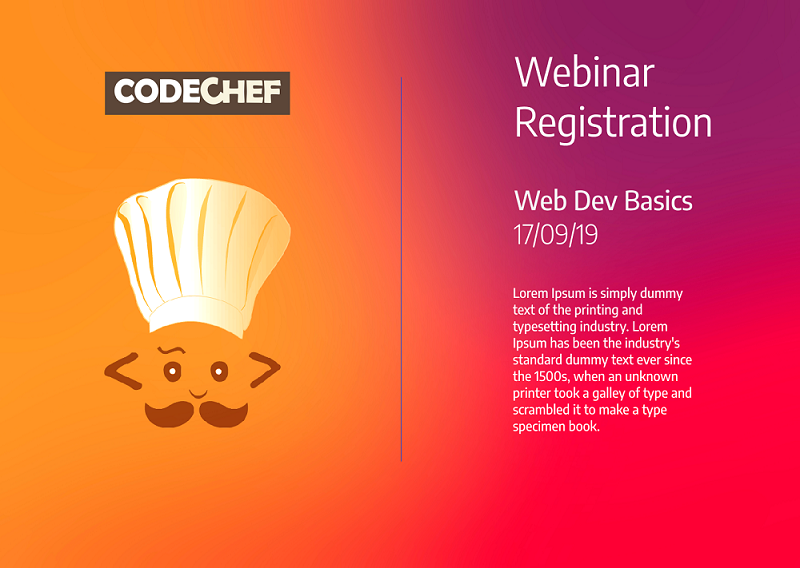 CODECHEF
Webinar
Registration
Web Dev Basics
17/09/19
Lorem Ipsum is simply dummy
text of the printing and
typesetting industry. Lorem
Ipsum has been the industry's
standard dummy text ever since
the 1500s, when an unknown
printer took a galley of type and
scrambled it to make a type
specimen book.